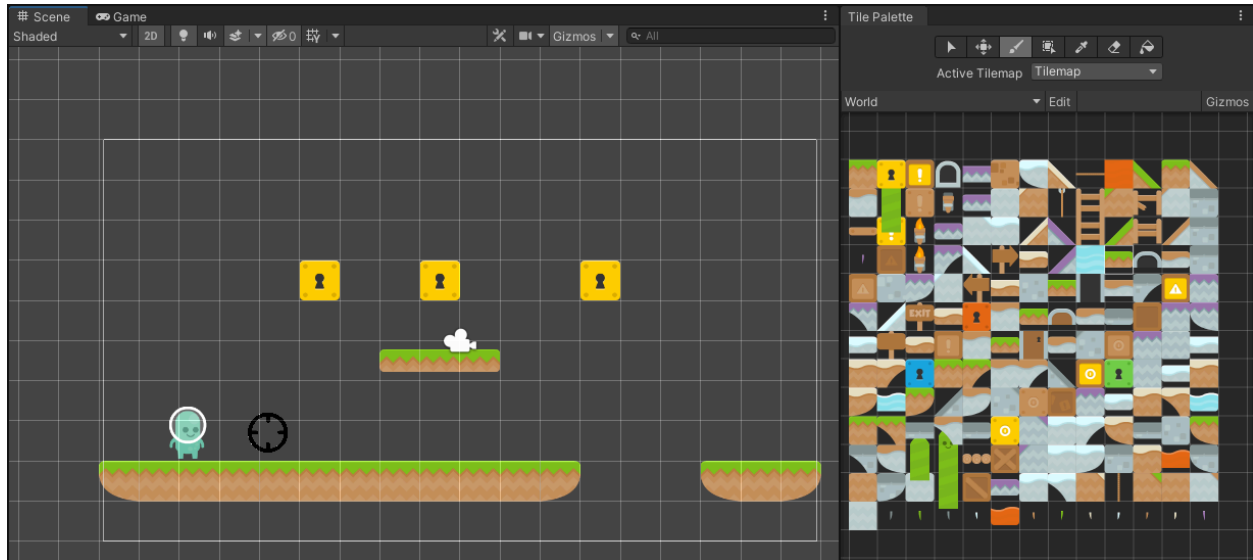 Scene Game
Shaded 2D 0 Gizmos All
Tile Palette
Active Tilemap Tilemap
World Edit Gizmos
EXIT